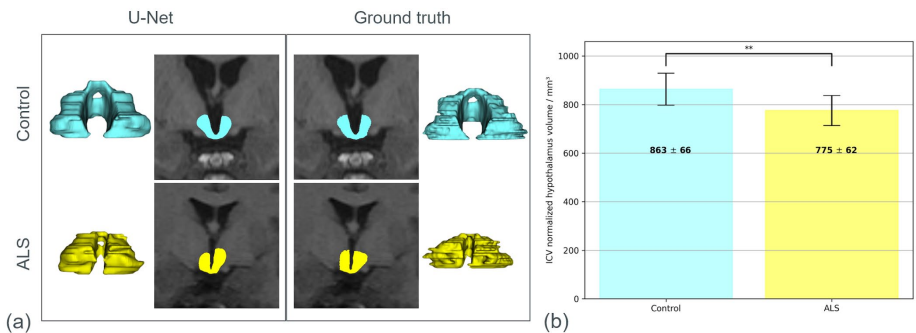 U-Net
Ground truth
Control
ALS
(a)
ICV normalized hypothalamus volume / mm³
1000
800
600
400
200
0
**
863 ± 66
775 ± 62
Control
ALS
(b)